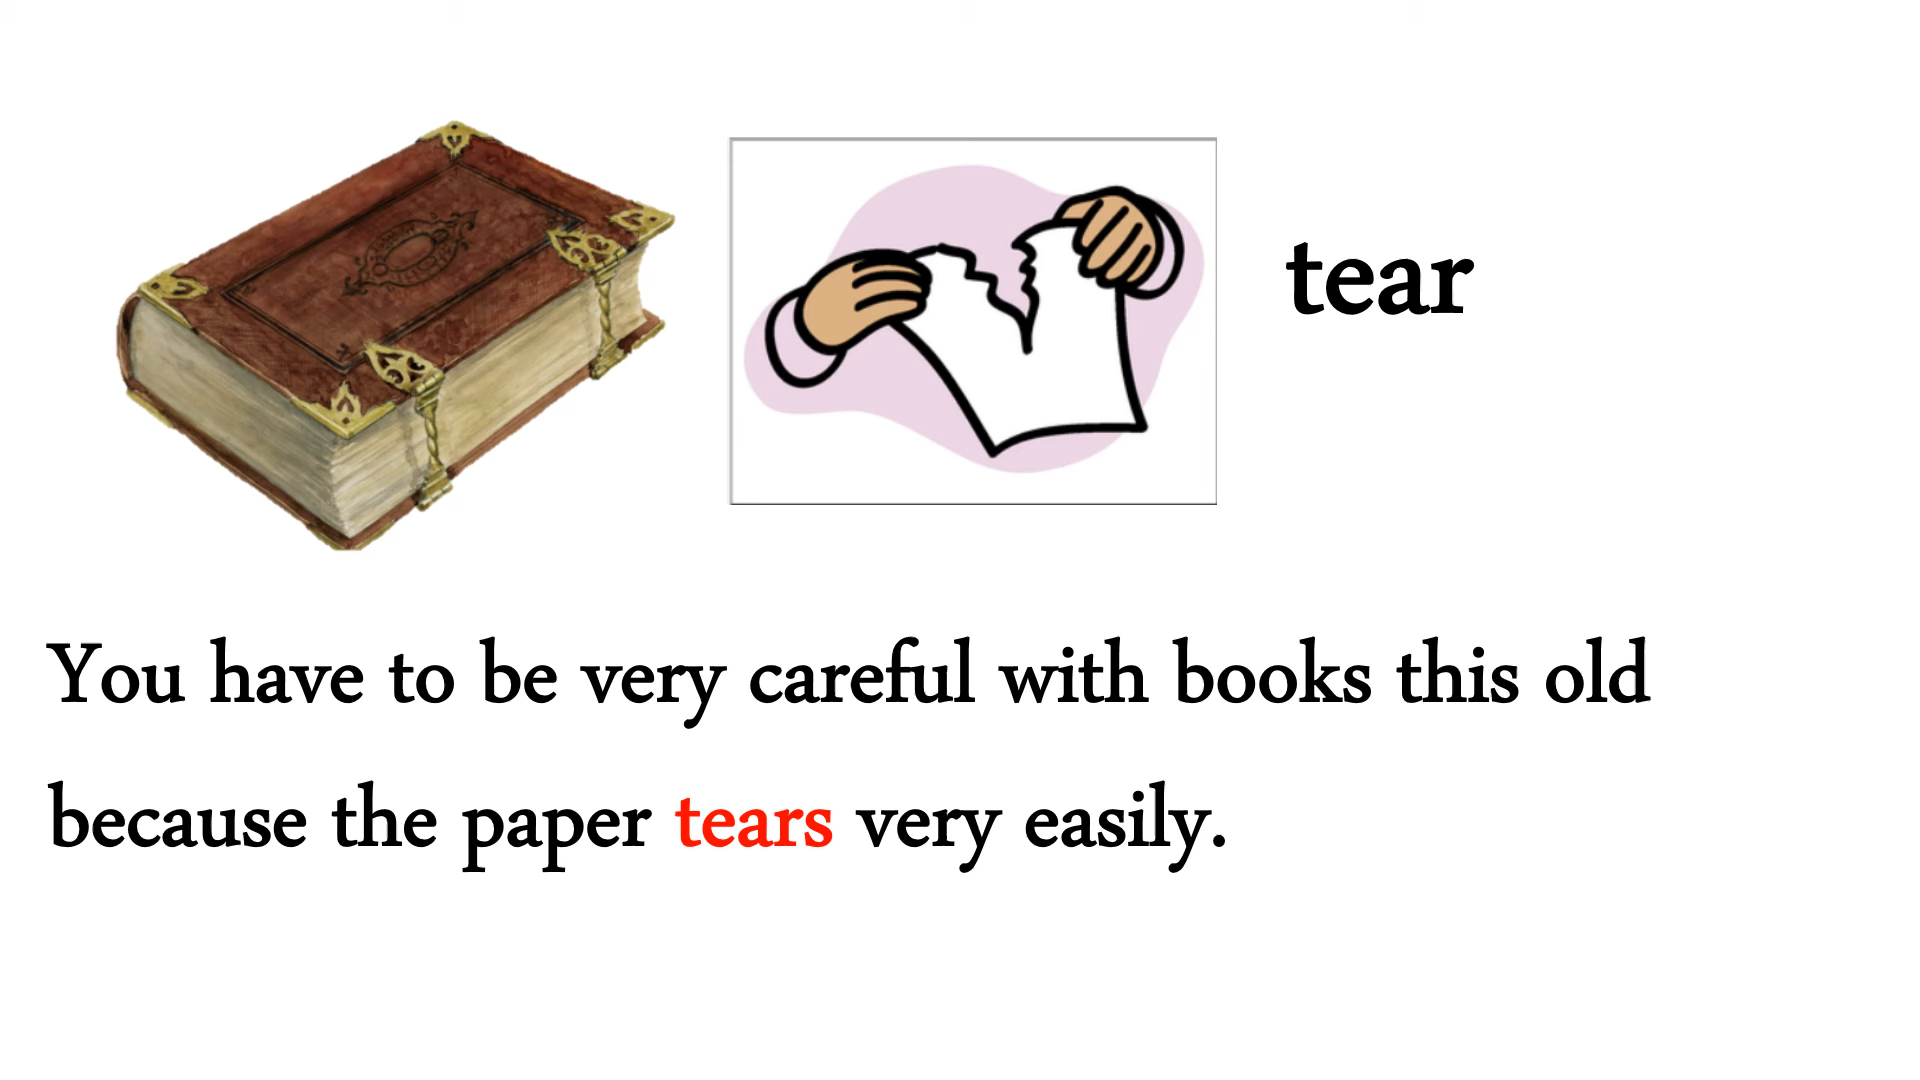 tear
You have to be very careful with books this old
because the paper tears very easily.